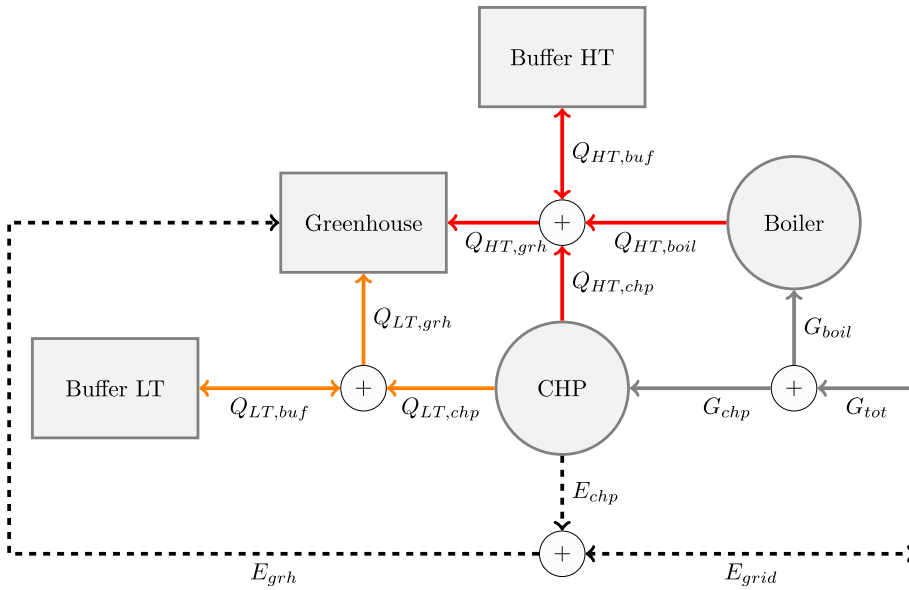 Buffer HT
Q_{HT,buf}
Greenhouse
+
Boiler
Q_{HT,grh}
Q_{HT,boil}
Q_{HT,chp}
Q_{LT,grh}
G_{boil}
Buffer LT
+
CHP
+
Q_{LT,buf}
Q_{LT,chp}
G_{chp}
G_{tot}
E_{chp}
+
E_{grh}
E_{grid}